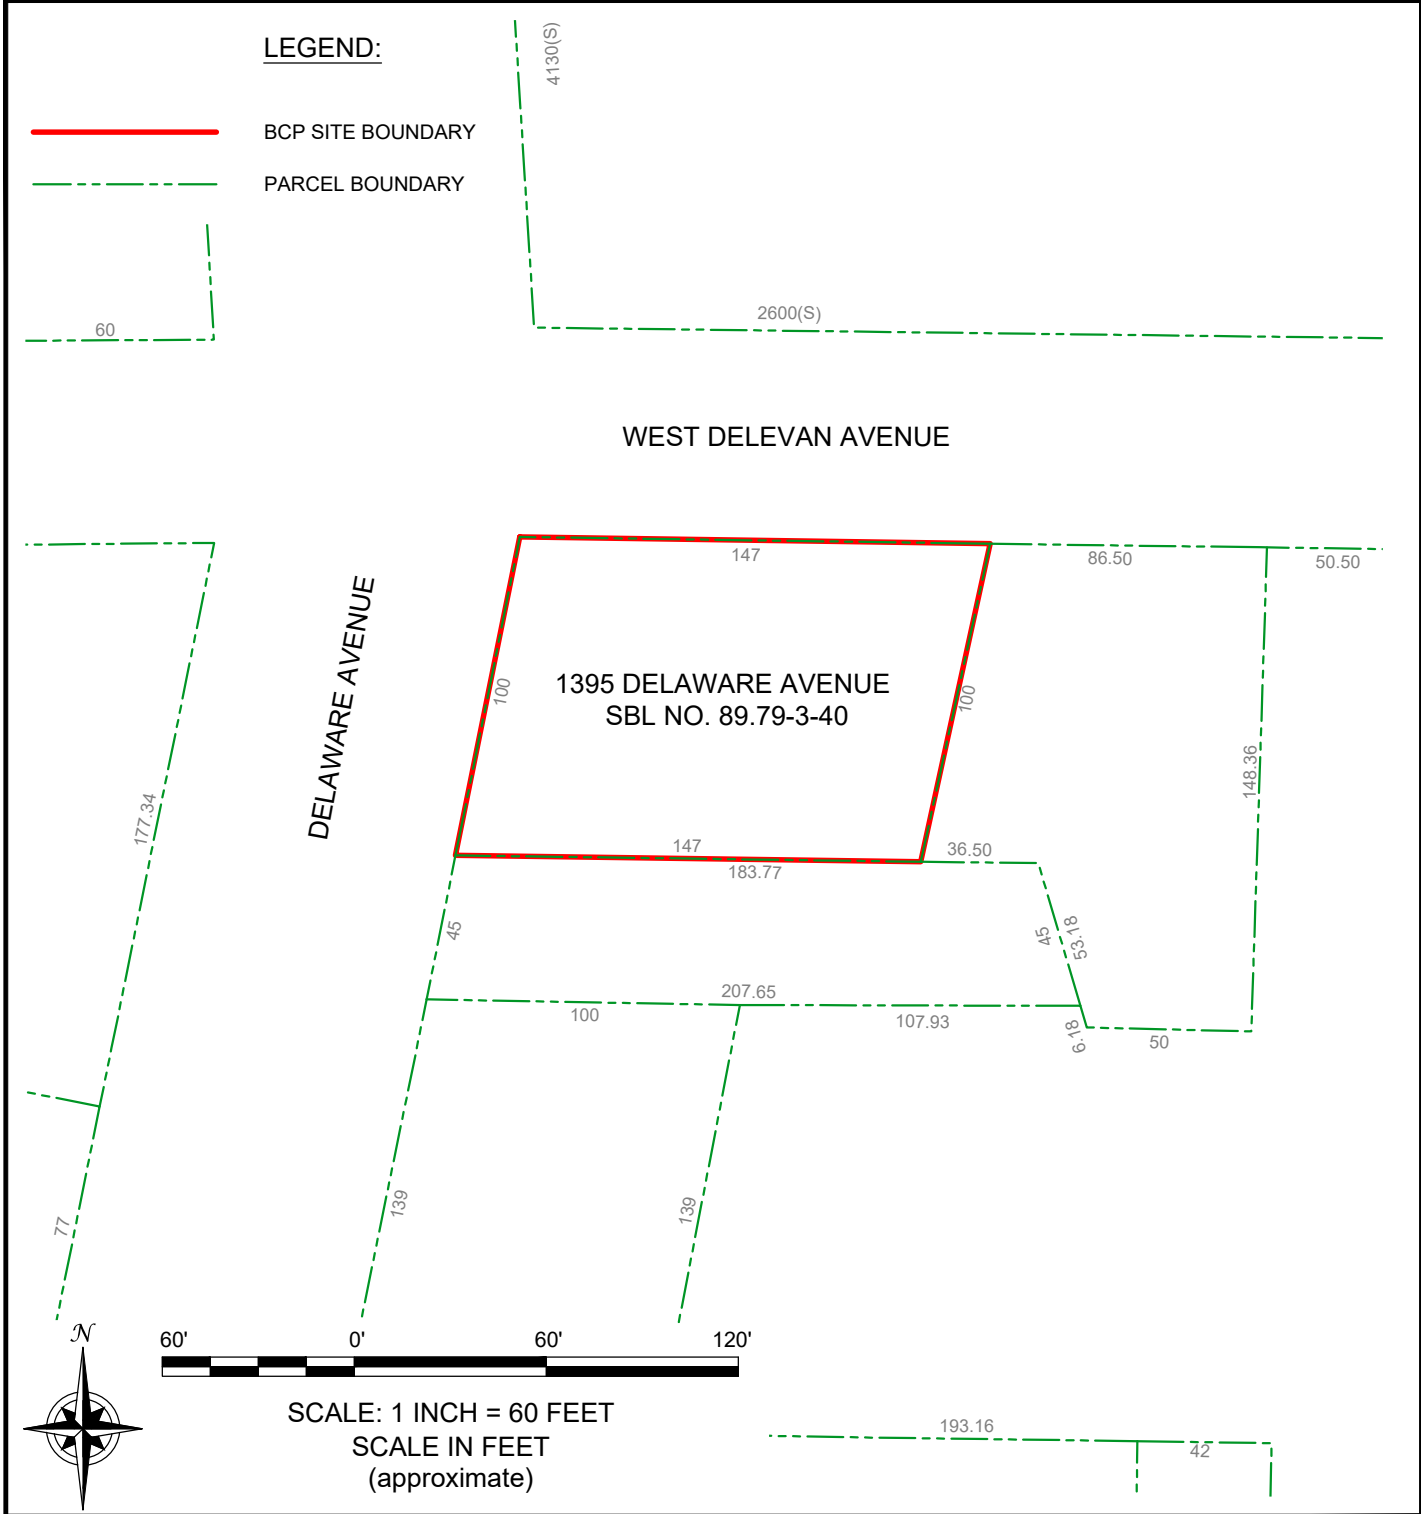 LEGEND:
4130(S)
BCP SITE BOUNDARY
PARCEL BOUNDARY
2600(S)
60
WEST DELEVAN AVENUE
147
86.50
50.50
DELAWARE AVENUE
100
1395 DELAWARE AVENUE
SBL NO. 89.79-3-40
100
148.36
177.34
147
183.77
36.50
45
45
53.18
207.65
100
107.93
6.18
50
139
139
77
N
60' 0' 60' 120'
SCALE: 1 INCH = 60 FEET
SCALE IN FEET
(approximate)
193.16
42